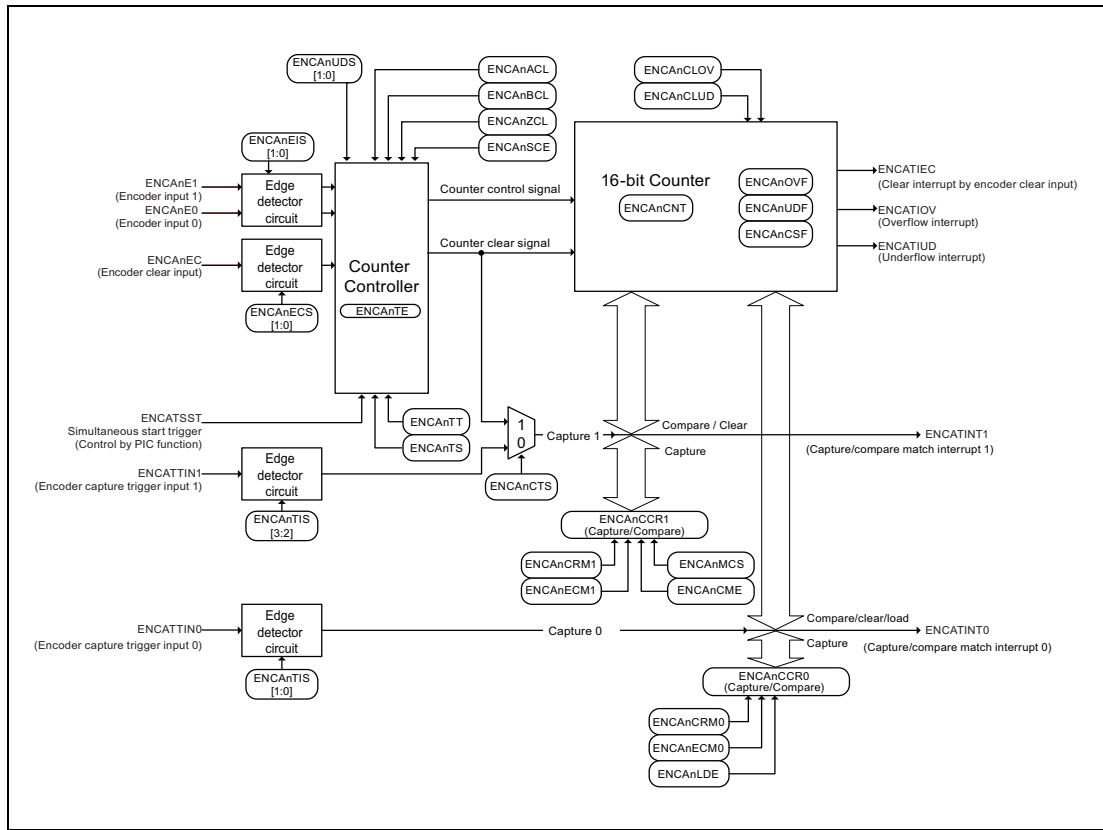 ENCAnUDS
[1:0]
ENCAnACL
ENCAnBCL
ENCAnZCL
ENCAnSCE
ENCAnCLOV
ENCAnCLUD
ENCAnEIS
[1:0]
ENCAnE1
(Encoder input 1)
ENCAnE0
(Encoder input 0)
Edge
detector
circuit
ENCAnEC
(Encoder clear input)
Edge
detector
circuit
ENCAnECS
[1:0]
Counter
Controller
ENCAnTE
Counter control signal
Counter clear signal
16-bit Counter
ENCAnCNT
ENCAnOVF
ENCAnUDF
ENCAnCSF
ENCATIEC
(Clear interrupt by encoder clear input)
ENCATIOV
(Overflow interrupt)
ENCATIUD
(Underflow interrupt)
ENCATSST
Simultaneous start trigger
(Control by PIC function)
ENCAnTT
ENCAnTS
ENCATTIN1
(Encoder capture trigger input 1)
Edge
detector
circuit
ENCAnTIS
[3:2]
1
0
ENCAnCTS
Capture 1
Compare / Clear
Capture
ENCATINT1
(Capture/compare match interrupt 1)
ENCAnCCR1
(Capture/Compare)
ENCAnCRM1
ENCAnECM1
ENCAnMCS
ENCAnCME
ENCATTIN0
(Encoder capture trigger input 0)
Edge
detector
circuit
ENCAnTIS
[1:0]
Capture 0
Compare/clear/load
Capture
ENCATINT0
(Capture/compare match interrupt 0)
ENCAnCCR0
(Capture/Compare)
ENCAnCRM0
ENCAnECM0
ENCAnLDE